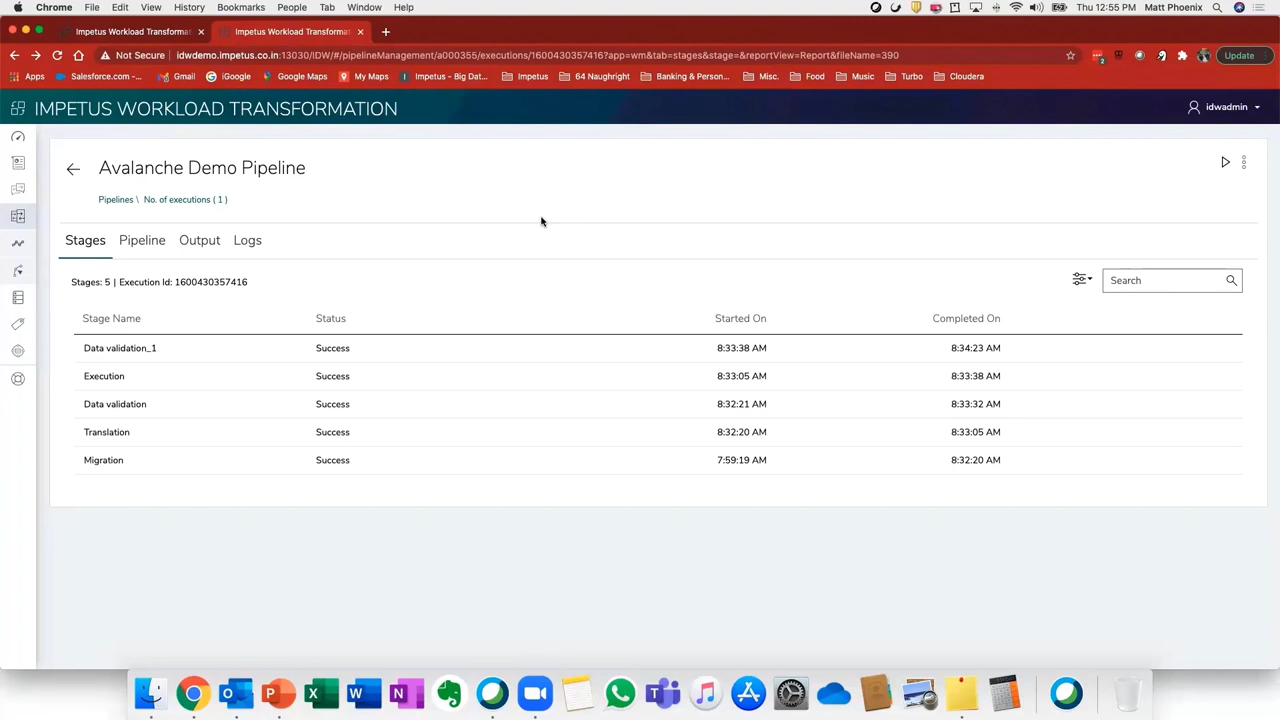 Chrome File Edit View History Bookmarks People Tab Window Help Thu 12:55 PM Matt Phoenix
Impetus Workload Transforma
Impetus Workload Transforma
Not Secure idwdemo.impetus.co.in:13030/IDW/#/pipelineManagement/a000355/executions/1600430357416?app=wm&tab=stages&stage=&reportView=Report&fileName=390 Update
Apps Salesforce.com -... Gmail iGoogle Google Maps My Maps Impetus - Big Dat... Impetus 64 Naughright Banking & Person... Misc. Food Music Turbo Cloudera
IMPETUS WORKLOAD TRANSFORMATION idwadmin
Avalanche Demo Pipeline
Pipelines \ No. of executions ( 1 )
Stages Pipeline Output Logs
Stages: 5 | Execution Id: 1600430357416 Search
Stage Name Status Started On Completed On
Data validation_1 Success 8:33:38 AM 8:34:23 AM
Execution Success 8:33:05 AM 8:33:38 AM
Data validation Success 8:32:21 AM 8:33:32 AM
Translation Success 8:32:20 AM 8:33:05 AM
Migration Success 7:59:19 AM 8:32:20 AM